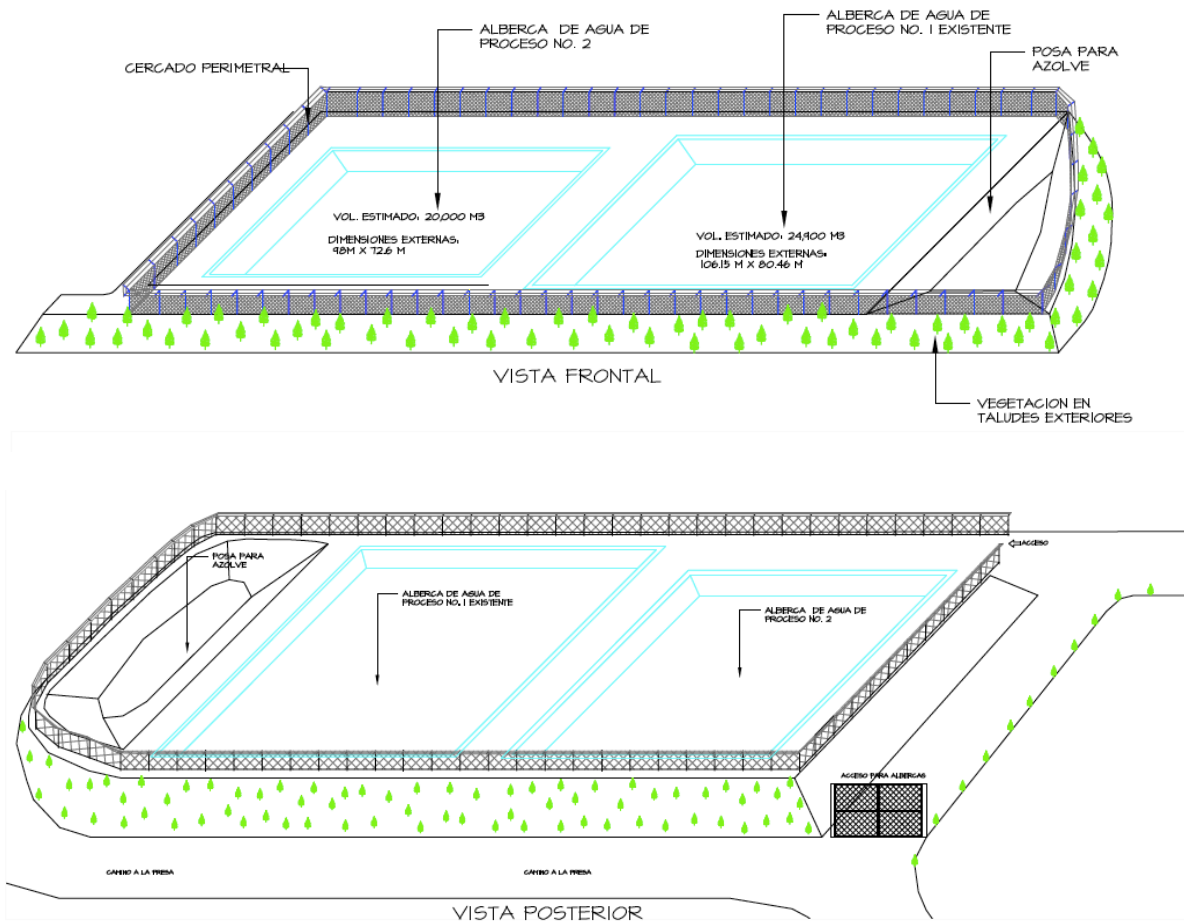 ALBERCA DE AGUA DE
PROCESO NO. 2
ALBERCA DE AGUA DE
PROCESO NO. 1 EXISTENTE
POSA PARA
AZOLVE
CERCADO PERIMETRAL
VOL. ESTIMADO: 20,000 M3
DIMENSIONES EXTERNAS:
98M X 72.6 M
VOL. ESTIMADO: 24,900 M3
DIMENSIONES EXTERNAS:
106.15 M X 80.46 M
VISTA FRONTAL
VEGETACION EN
TALUDES EXTERIORES
ACCESO
POSA PARA
AZOLVE
ALBERCA DE AGUA DE
PROCESO NO. 1 EXISTENTE
ALBERCA DE AGUA DE
PROCESO NO. 2
ACCESO PARA ALBERCAS
CAMINO A LA PRESA
CAMINO A LA PRESA
VISTA POSTERIOR